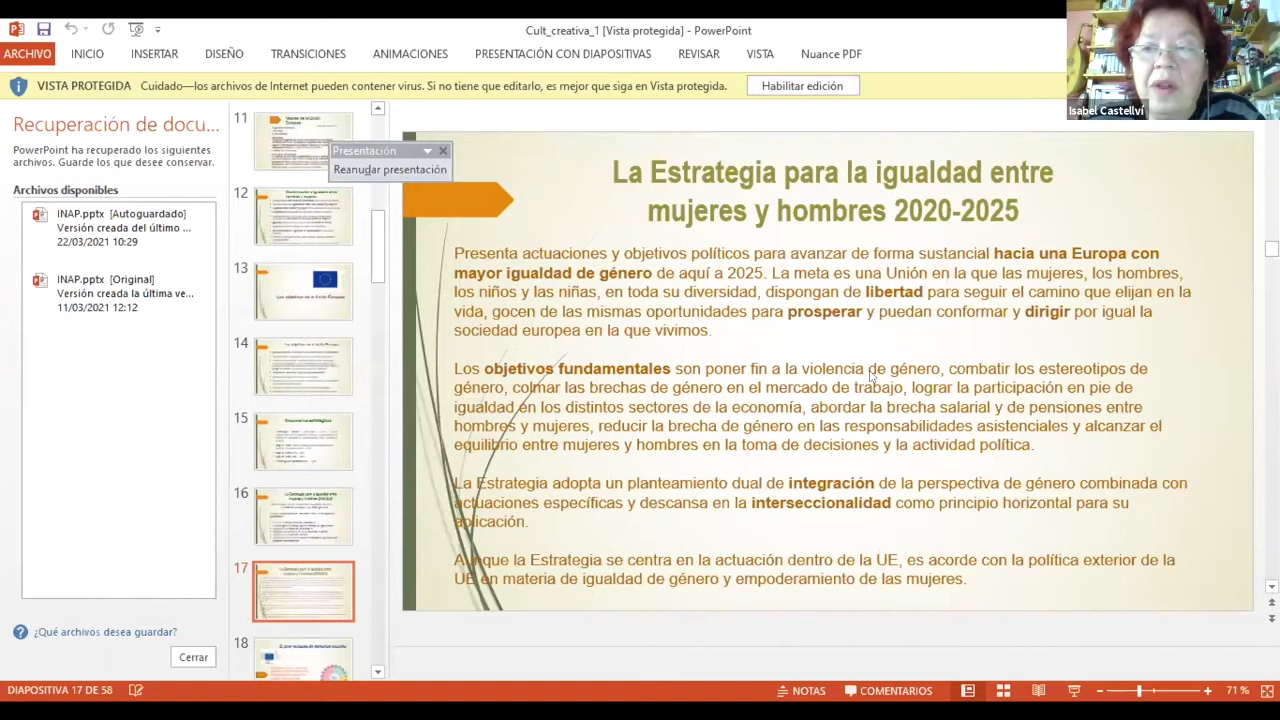 Cult_creativa_1 [Vista protegida] - PowerPoint
ARCHIVO INICIO INSERTAR DISEÑO TRANSICIONES ANIMACIONES PRESENTACIÓN CON DIAPOSITIVAS REVISAR VISTA Nuance PDF
VISTA PROTEGIDA Cuidado—los archivos de Internet pueden contener virus. Si no tiene que editarlo, es mejor que siga en Vista protegida. Habilitar edición
Isabel Castellví
Recuperación de docu...
PowerPoint ha recuperado los siguientes
archivos. Guarde los que desee
Archivos disponibles
INAP.pptx [Autoguardado]
Versión creada del último ...
22/03/2021 10:29
INAP.pptx [Original]
Versión creada la última ve...
11/03/2021 12:12
¿Qué archivos desea guardar?
Cerrar
11
12
13
14
15
16
17
18
Presentación
Reanudar presentación
La Estrategia para la igualdad entre
hombres 2020-2
Presenta actuaciones y objetivos políticos para avanzar de forma sustancial hacia una Europa con
mayor igualdad de género de aquí a 2025. La meta es una Unión en la que las mujeres, los hombres,
los niños y las niñas, en toda su diversidad, dispongan de libertad para seguir el camino que elijan en la
vida, gocen de las mismas oportunidades para prosperar y puedan conformar y dirigir por igual la
sociedad europea en la que vivimos.
objetivos fundamentales son poner fin a la violencia de género, combatir los estereotipos de
género, colmar las brechas de género en el mercado de trabajo, lograr la participación en pie de
igualdad en los distintos sectores de la economía, abordar la brecha salarial y de pensiones entre
hombres y mujeres, reducir la brecha de género en las responsabilidades asistenciales y alcanzar el
equilibrio entre mujeres y hombres en la toma de decisiones y la actividad política.
La Estrategia adopta un planteamiento dual de integración de la perspectiva de género combinada con
actuaciones específicas, y descansa en la interseccionalidad como principio horizontal para su
aplicación.
Aunque la Estrategia se centra en la actuación dentro de la UE, es acorde con la política exterior de la
UE en materia de igualdad de género y empoderamiento de las mujeres.
DIAPOSITIVA 17 DE 58 NOTAS COMENTARIOS 71 %